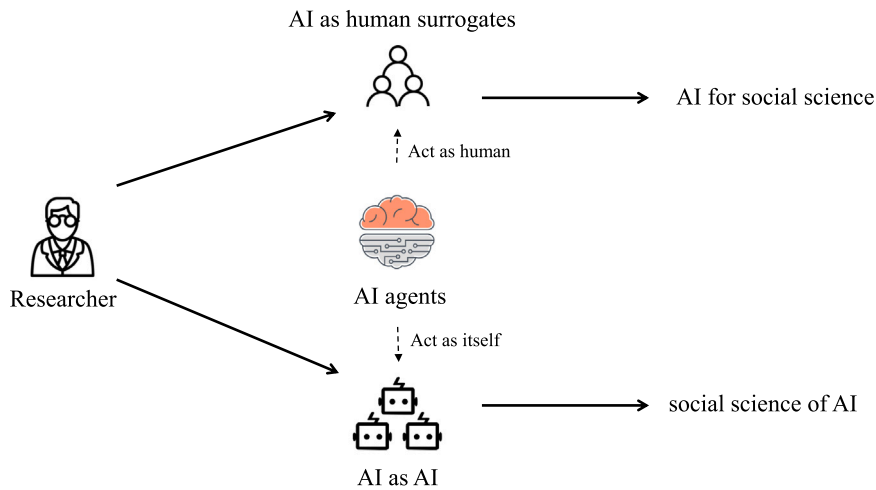 AI as human surrogates
AI for social science
Act as human
Researcher
AI agents
Act as itself
social science of AI
AI as AI